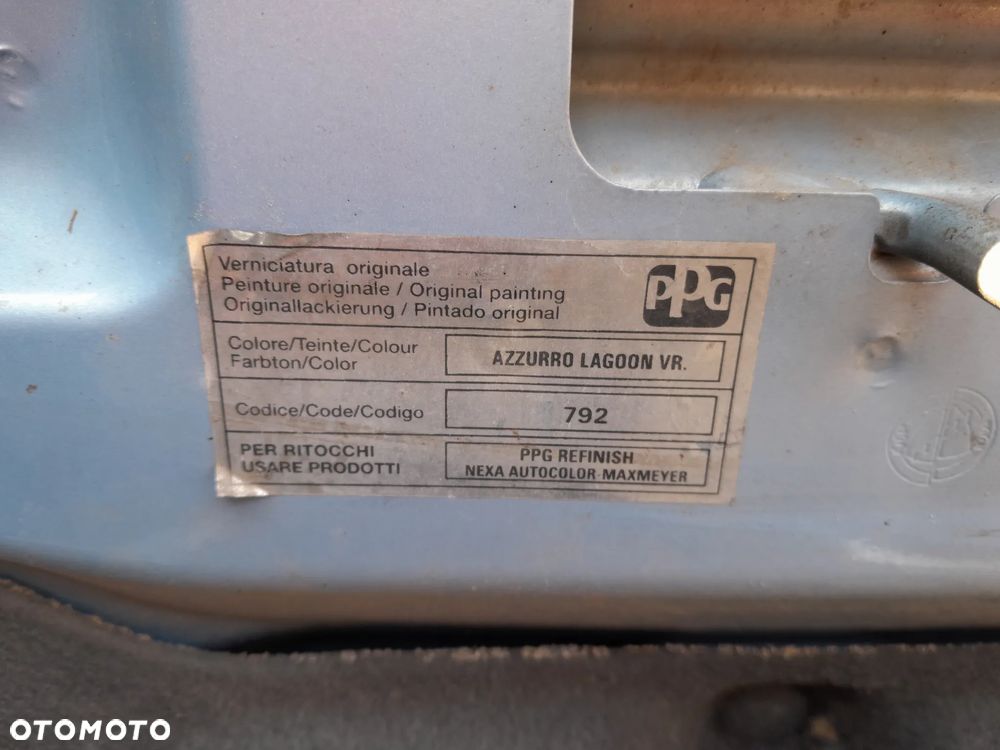 Verniciatura originale
Peinture originale / Original painting
Originallackierung / Pintado original
PPG
Colore/Teinte/Colour
Farbton/Color
AZZURRO LAGOON VR.
Codice/Code/Codigo
792
PER RITOCCHI
USARE PRODOTTI
PPG REFINISH
NEXA AUTOCOLOR-MAXMEYER
OTOMOTO